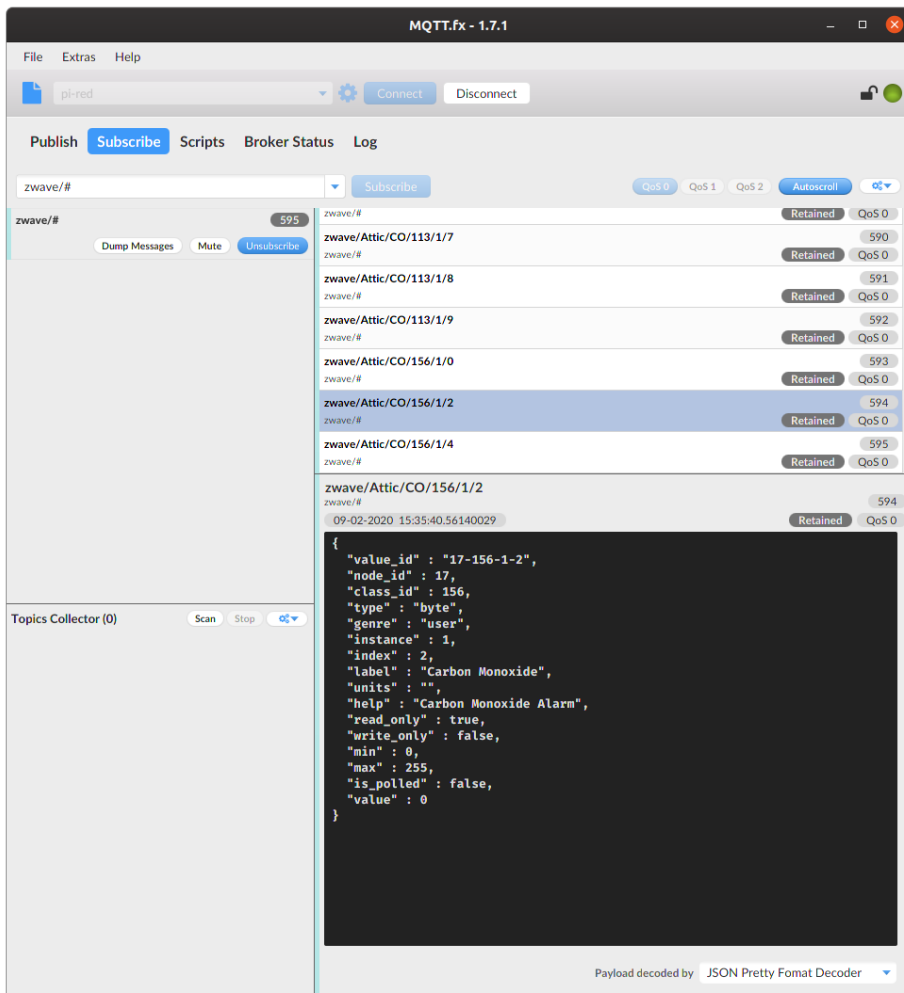 MQTT.fx - 1.7.1
File Extras Help
pi-red Connect Disconnect
Publish Subscribe Scripts Broker Status Log
zwave/# Subscribe QoS 0 QoS 1 QoS 2 Autoscroll
zwave/# 595
Dump Messages Mute Unsubscribe
zwave/# Retained QoS 0
zwave/Attic/CO/113/1/7 590
zwave/# Retained QoS 0
zwave/Attic/CO/113/1/8 591
zwave/# Retained QoS 0
zwave/Attic/CO/113/1/9 592
zwave/# Retained QoS 0
zwave/Attic/CO/156/1/0 593
zwave/# Retained QoS 0
zwave/Attic/CO/156/1/2 594
zwave/# Retained QoS 0
zwave/Attic/CO/156/1/4 595
zwave/# Retained QoS 0
Topics Collector (0) Scan Stop
zwave/Attic/CO/156/1/2
zwave/# 594
09-02-2020 15:35:40.56140029 Retained QoS 0
{
"value_id" : "17-156-1-2",
"node_id" : 17,
"class_id" : 156,
"type" : "byte",
"genre" : "user",
"instance" : 1,
"index" : 2,
"label" : "Carbon Monoxide",
"units" : "",
"help" : "Carbon Monoxide Alarm",
"read_only" : true,
"write_only" : false,
"min" : 0,
"max" : 255,
"is_polled" : false,
"value" : 0
}
Payload decoded by JSON Pretty Fomat Decoder